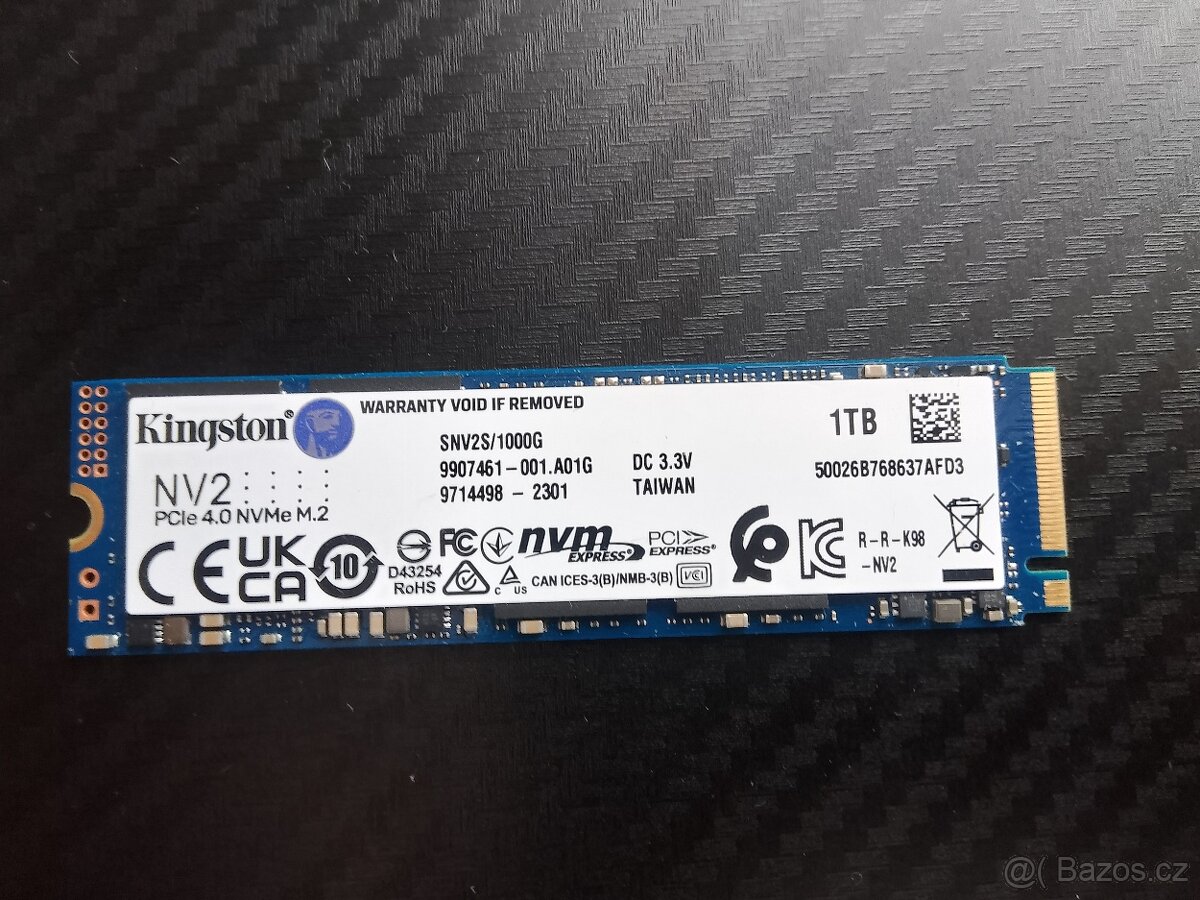 Kingston®
WARRANTY VOID IF REMOVED
SNV2S/1000G
9907461-001.A01G
9714498 - 2301
DC 3.3V
TAIWAN
1TB
50026B768637AFD3
NV2
PCIe 4.0 NVMe M.2
CE
UK
CA
10
D43254
RoHS
FC
nvm
EXPRESS
C US
CAN ICES-3(B)/NMB-3(B)
VCI
PCI
EXPRESS®
KC
R-R-K98
-NV2
@( Bazos.cz